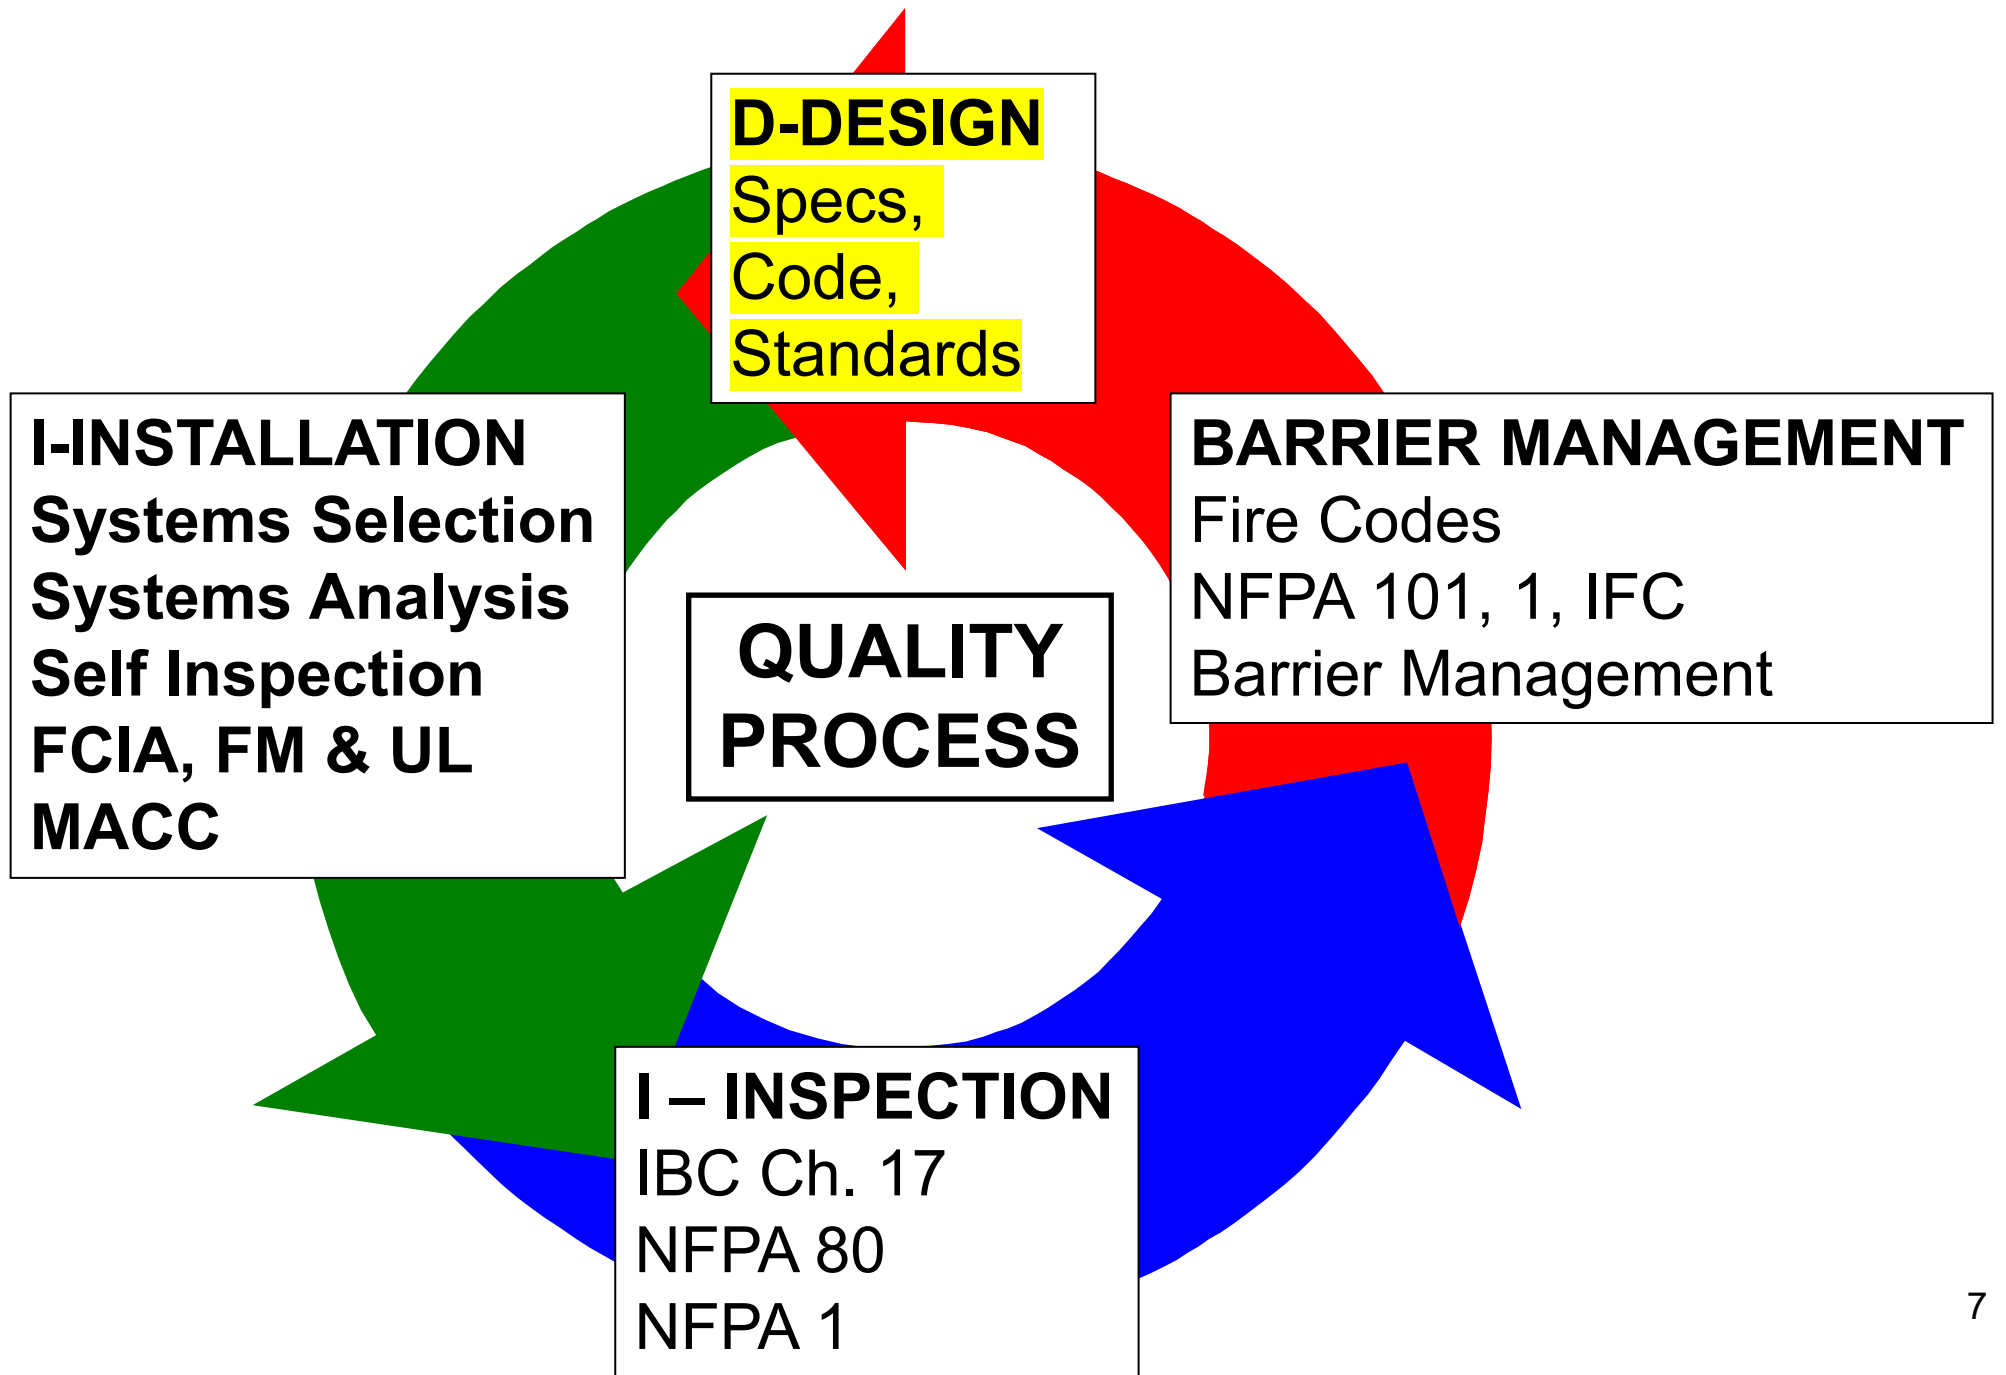 D-DESIGN
Specs,
Code,
Standards
I-INSTALLATION
Systems Selection
Systems Analysis
Self Inspection
FCIA, FM & UL
MACC
BARRIER MANAGEMENT
Fire Codes
NFPA 101, 1, IFC
Barrier Management
QUALITY
PROCESS
I – INSPECTION
IBC Ch. 17
NFPA 80
NFPA 1
7